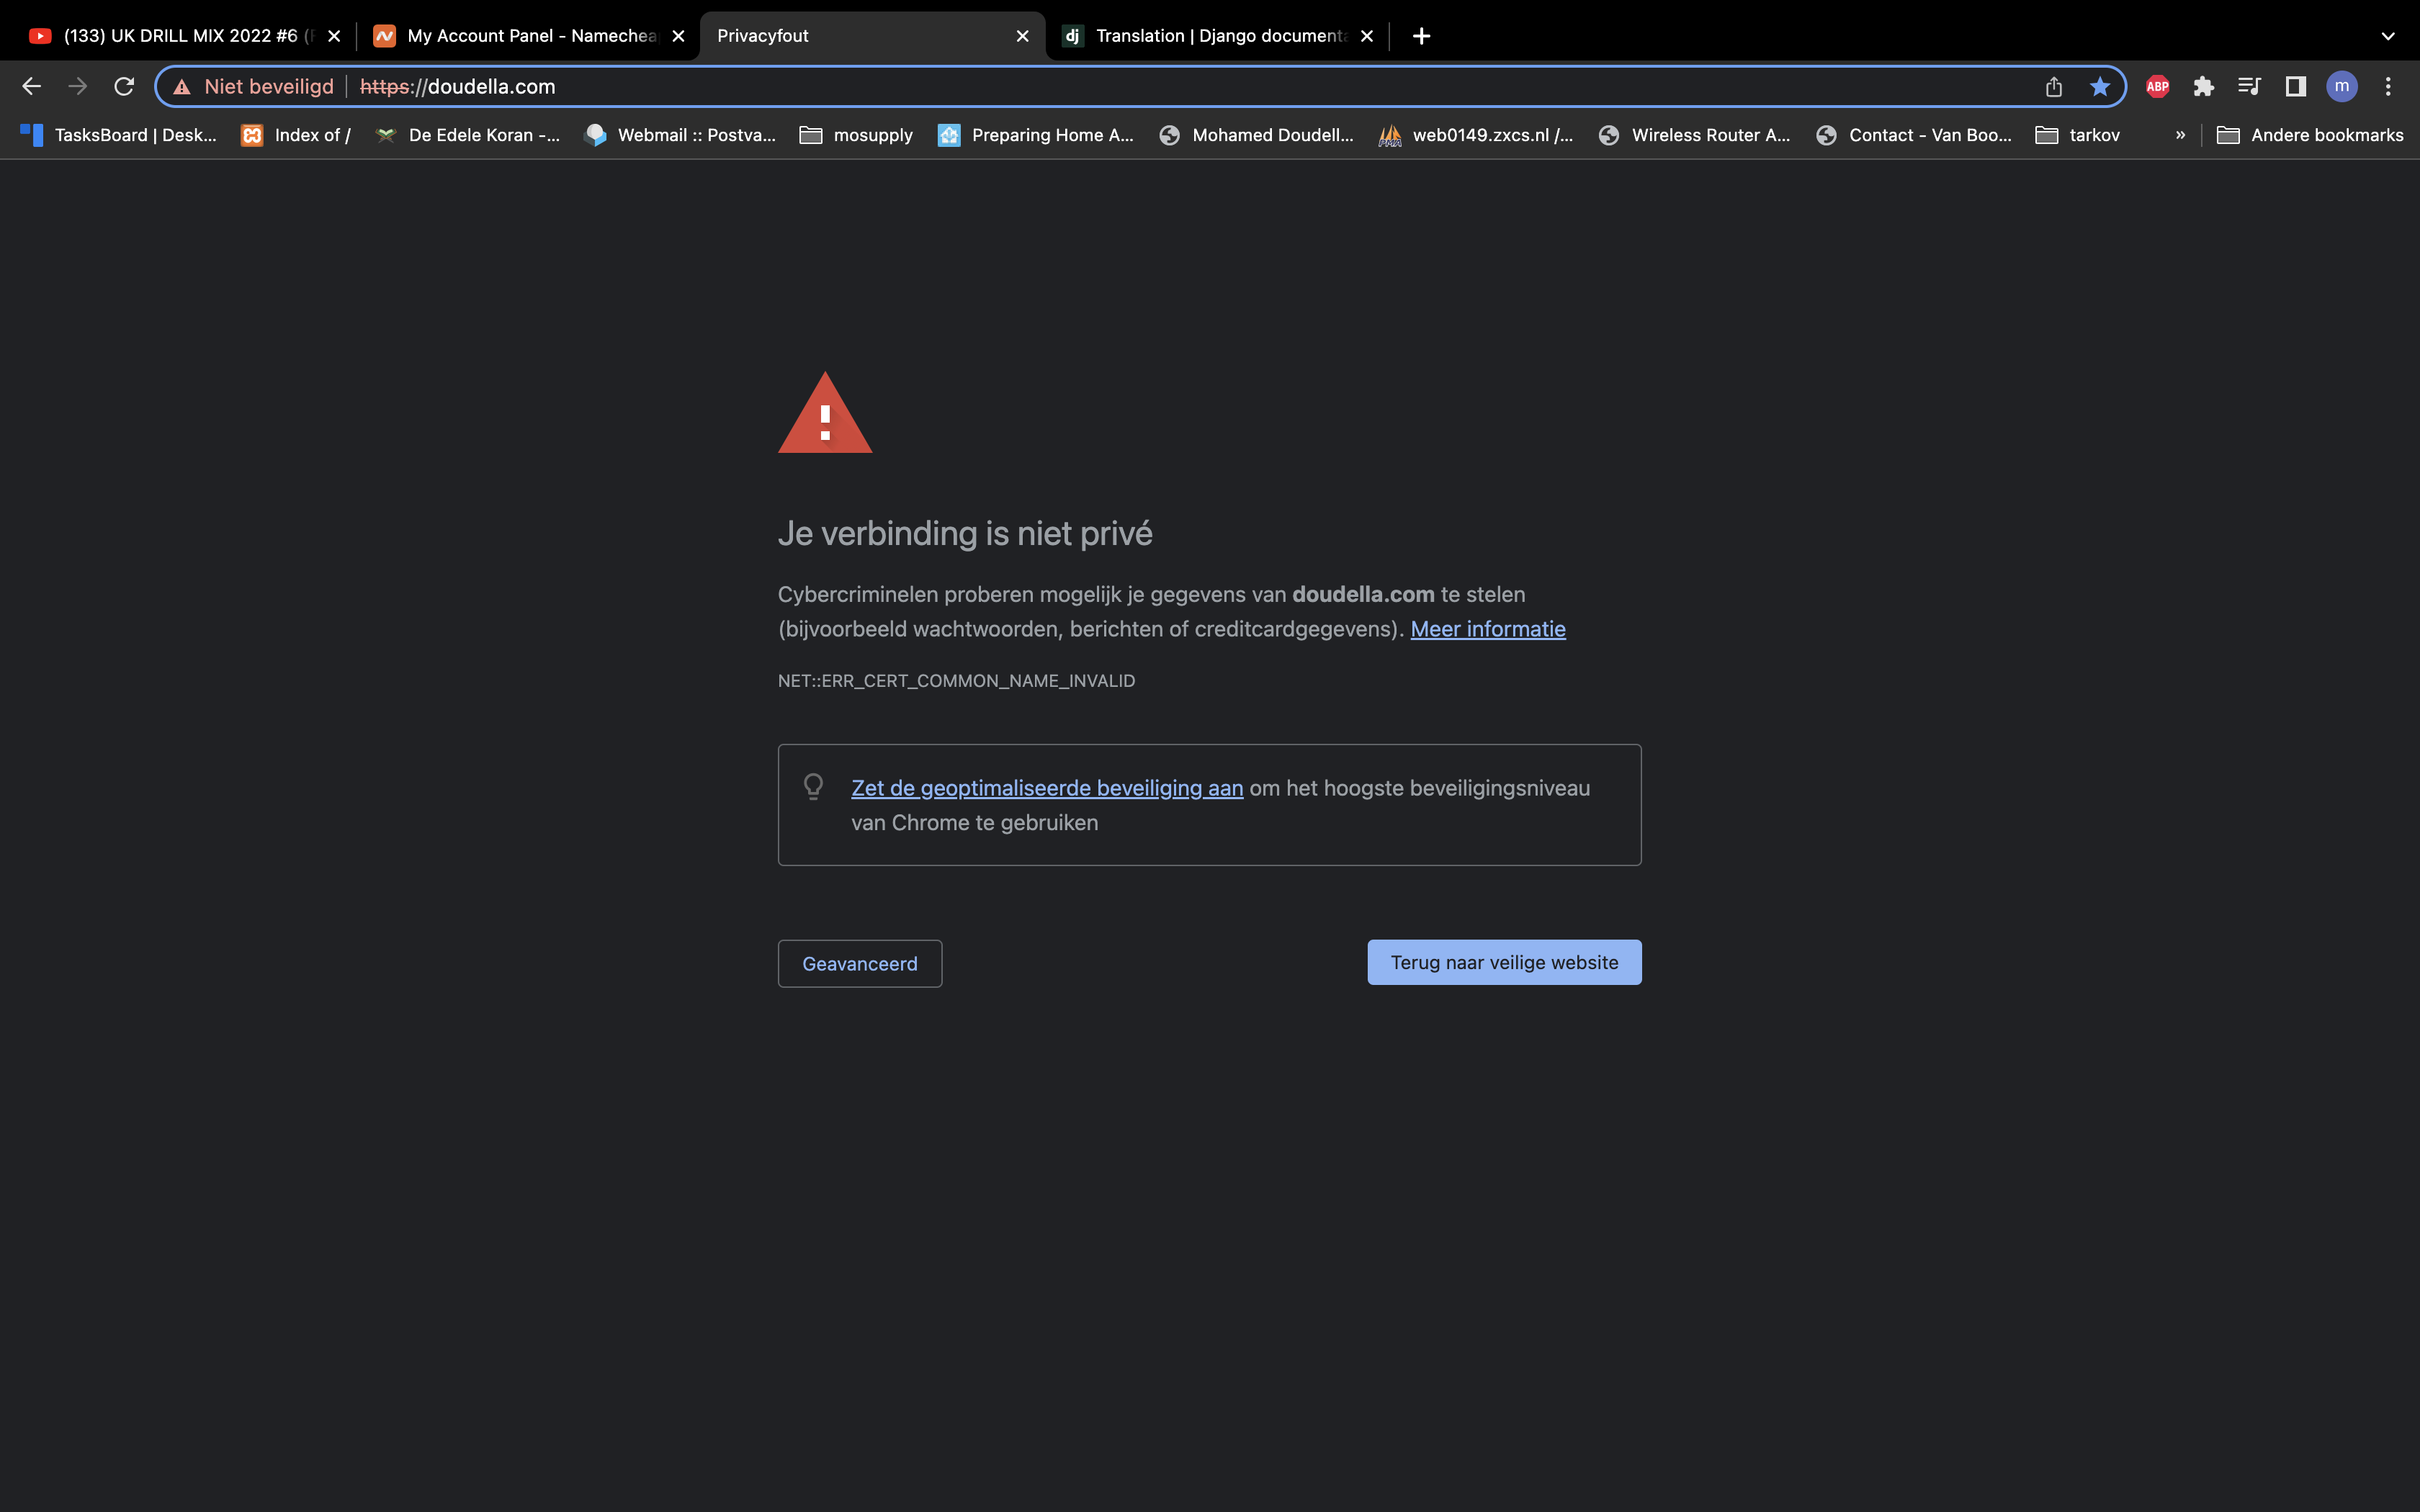 (133) UK DRILL MIX 2022 #6 (
My Account Panel - Namechea
Privacyfout
dj Translation | Django documenta
Niet beveiligd | https://doudella.com
ABP
m
TasksBoard | Desk...
Index of /
De Edele Koran -...
Webmail :: Postva...
mosupply
Preparing Home A...
Mohamed Doudell...
PMA web0149.zxcs.nl /...
Wireless Router A...
Contact - Van Boo...
tarkov
»
Andere bookmarks
Je verbinding is niet privé
Cybercriminelen proberen mogelijk je gegevens van doudella.com te stelen
(bijvoorbeeld wachtwoorden, berichten of creditcardgegevens). Meer informatie
NET::ERR_CERT_COMMON_NAME_INVALID
Zet de geoptimaliseerde beveiliging aan om het hoogste beveiligingsniveau
van Chrome te gebruiken
Geavanceerd
Terug naar veilige website